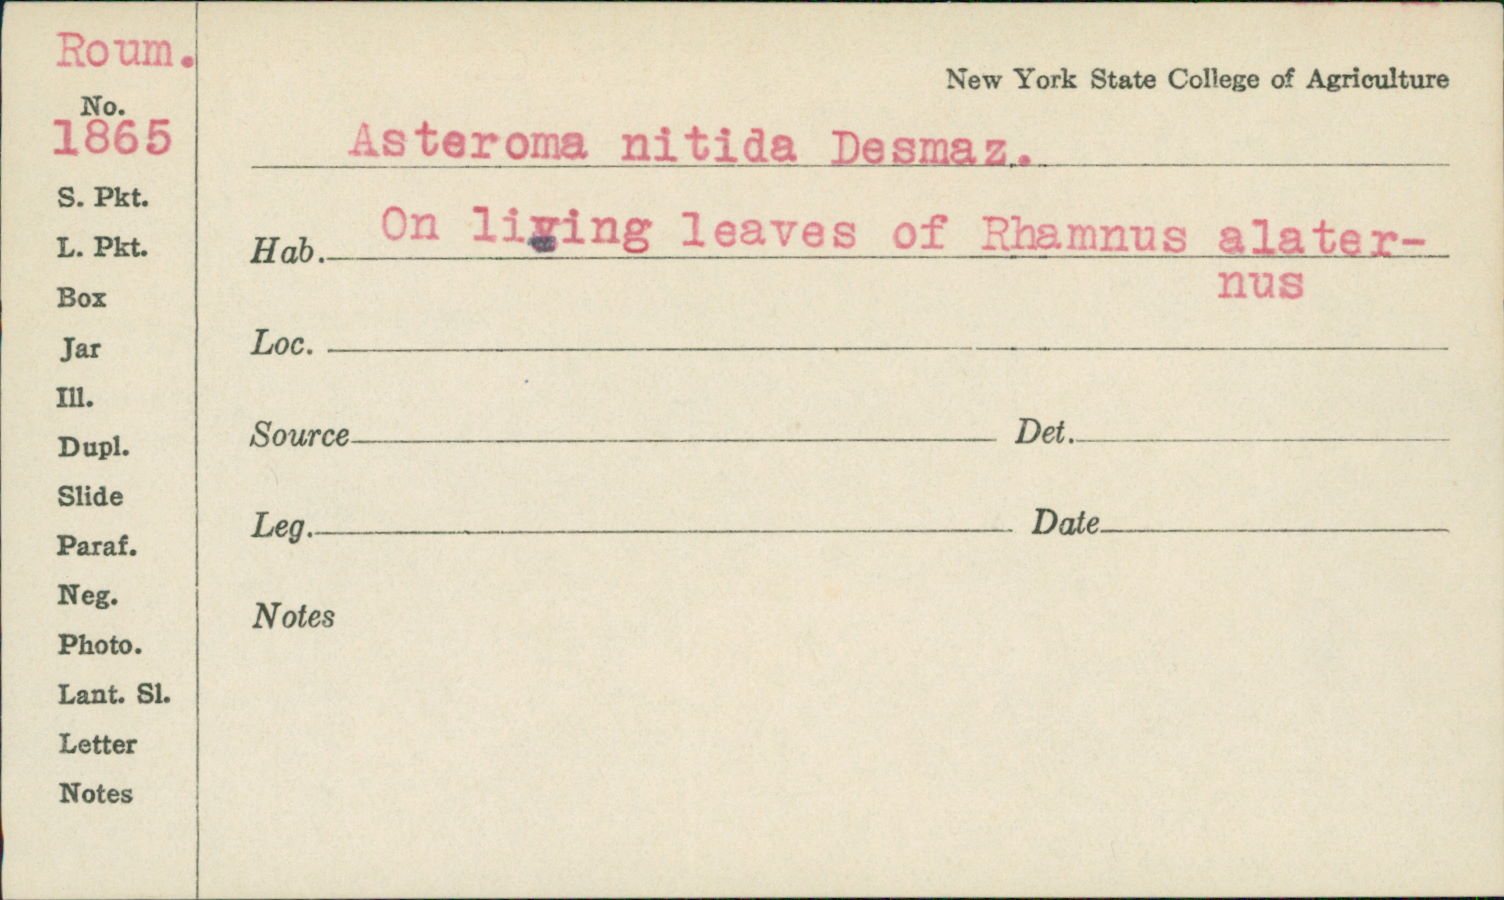 Roum.
New York State College of Agriculture
No.
1865
Asteroma nitida Desmaz.
S. Pkt.
Hab. On living leaves of Rhamnus alater-
nus
L. Pkt.
Box
Loc.
Jar
Ill.
Source Det.
Dupl.
Slide
Leg. Date
Paraf.
Neg.
Notes
Photo.
Lant. Sl.
Letter
Notes